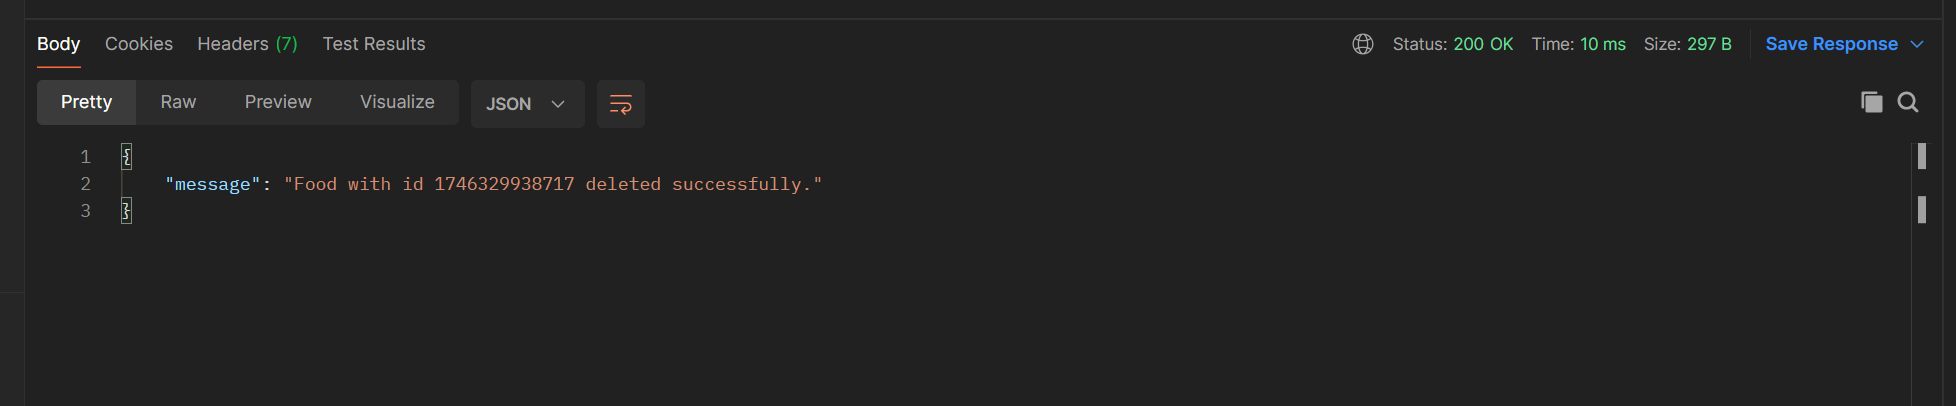 Body Cookies Headers (7) Test Results Status: 200 OK Time: 10 ms Size: 297 B Save Response
Pretty Raw Preview Visualize JSON
1 {
2 "message": "Food with id 1746329938717 deleted successfully."
3 }